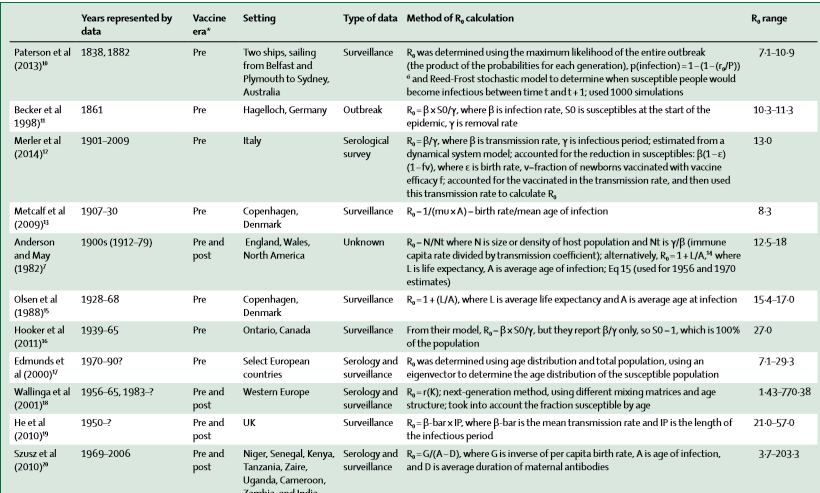 Years represented by data Vaccine era* Setting Type of data Method of R₀ calculation R₀ range
Paterson et al (2013)¹⁰ 1838, 1882 Pre Two ships, sailing from Belfast and Plymouth to Sydney, Australia Surveillance R₀ was determined using the maximum likelihood of the entire outbreak (the product of the probabilities for each generation), p(infection)=1–(1–(r₀/P)) and Reed-Frost stochastic model to determine when susceptible people would become infectious between time t and t + 1; used 1000 simulations 7·1–10·9
Becker et al 1998)¹¹ 1861 Pre Hagelloch, Germany Outbreak R₀=β × S0/γ, where β is infection rate, S0 is susceptibles at the start of the epidemic, γ is removal rate 10·3–11·3
Merler et al (2014)¹² 1901–2009 Pre Italy Serological survey R₀=β/γ, where β is transmission rate, γ is infectious period; estimated from a dynamical system model; accounted for the reduction in susceptibles: β(1–ε)(1–fv), where ε is birth rate, v–fraction of newborns vaccinated with vaccine efficacy f; accounted for the vaccinated in the transmission rate, and then used this transmission rate to calculate R₀ 13·0
Metcalf et al (2009)¹³ 1907–30 Pre Copenhagen, Denmark Surveillance R₀–1/(mu × A) – birth rate/mean age of infection 8·3
Anderson and May (1982)⁷ 1900s (1912–79) Pre and post England, Wales, North America Unknown R₀–N/Nt where N is size or density of host population and Nt is γ/β (immune capita rate divided by transmission coefficient); alternatively, R₀=1 + L/A,¹⁴ where L is life expectancy, A is average age of infection; Eq 15 (used for 1956 and 1970 estimates) 12·5–18
Olsen et al (1988)¹⁵ 1928–68 Pre Copenhagen, Denmark Surveillance R₀=1 + (L/A), where L is average life expectancy and A is average age at infection 15·4–17·0
Hooker et al (2011)¹⁶ 1939–65 Pre Ontario, Canada Surveillance From their model, R₀–β × S0/γ, but they report β/γ only, so S0–1, which is 100% of the population 27·0
Edmunds et al (2000)¹⁷ 1970–90? Pre Select European countries Serology and surveillance R₀ was determined using age distribution and total population, using an eigenvector to determine the age distribution of the susceptible population 7·1–29·3
Wallinga et al (2001)¹⁸ 1956–65, 1983–? Pre and post Western Europe Serology and surveillance R₀=r(K); next-generation method, using different mixing matrices and age structure; took into account the fraction susceptible by age 1·43–770·38
He et al (2010)¹⁹ 1950–? Pre and post UK Surveillance R₀=β-bar x IP, where β-bar is the mean transmission rate and IP is the length of the infectious period 21·0–57·0
Szusz et al (2010)²⁰ 1969–2006 Pre and post Niger, Senegal, Kenya, Tanzania, Zaire, Uganda, Cameroon, Zambia, and India Serology and surveillance R₀=G/(A–D), where G is inverse of per capita birth rate, A is age of infection, and D is average duration of maternal antibodies 3·7–203·3